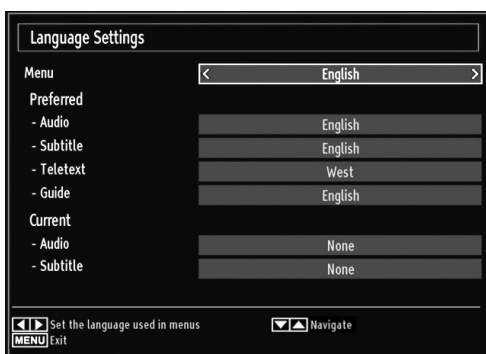 Language Settings
Menu < English >
Preferred
- Audio English
- Subtitle English
- Teletext West
- Guide English
Current
- Audio None
- Subtitle None
Set the language used in menus Navigate
MENU Exit